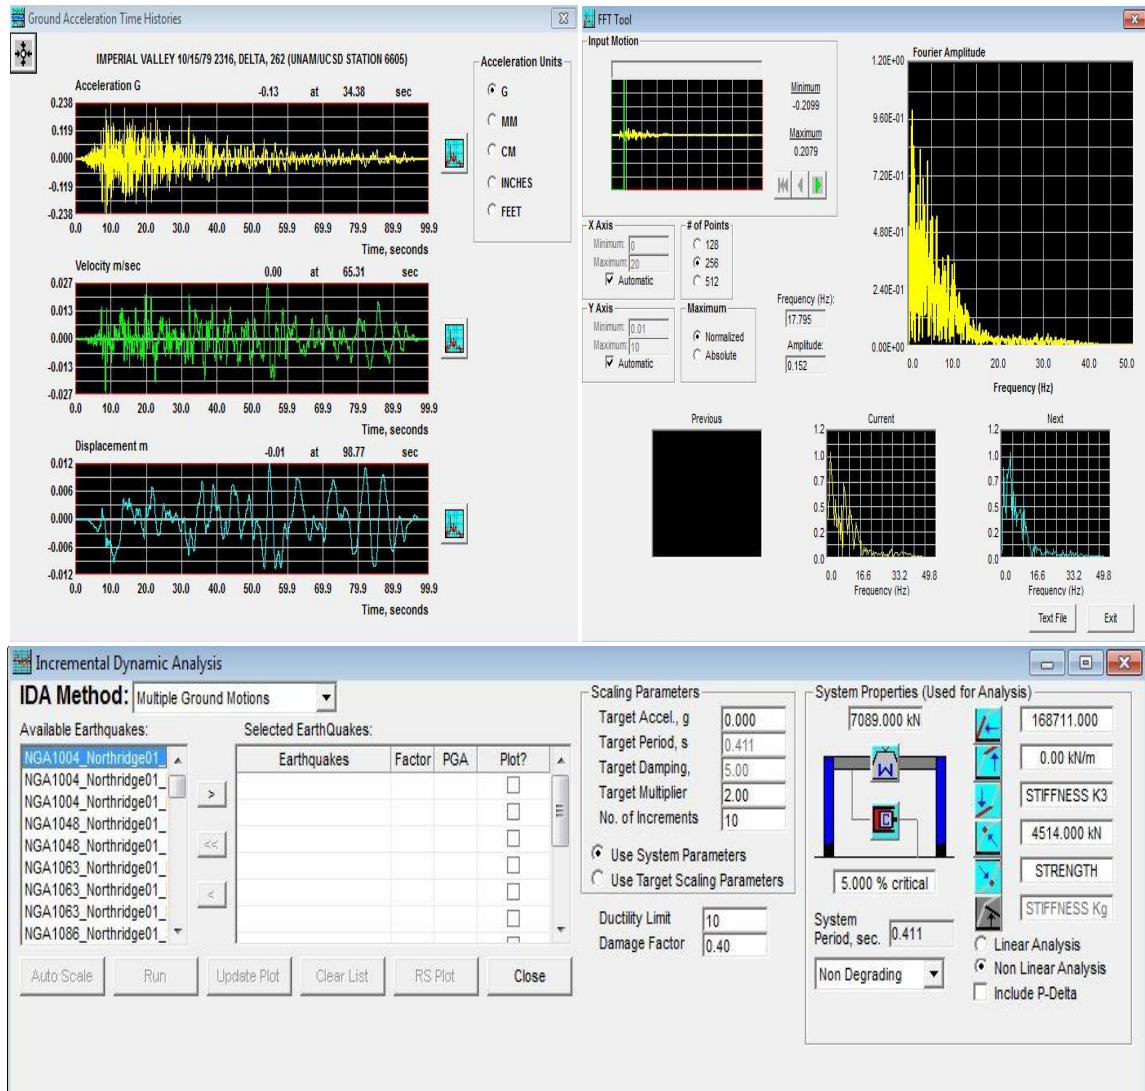 Ground Acceleration Time Histories
IMPERIAL VALLEY 10/15/79 2316, DELTA, 262 (UNAM/UCSD STATION 6605)
Acceleration G
-0.13 at 34.38 sec
0.238
0.119
0.000
-0.119
-0.238
0.0 10.0 20.0 30.0 40.0 50.0 59.9 69.9 79.9 89.9 99.9
Time, seconds
Velocity m/sec
0.00 at 65.31 sec
0.027
0.013
0.000
-0.013
-0.027
0.0 10.0 20.0 30.0 40.0 50.0 59.9 69.9 79.9 89.9 99.9
Time, seconds
Displacement m
-0.01 at 98.77 sec
0.012
0.006
0.000
-0.006
-0.012
0.0 10.0 20.0 30.0 40.0 50.0 59.9 69.9 79.9 89.9 99.9
Time, seconds
Acceleration Units
G
MM
CM
INCHES
FEET
FFT Tool
Input Motion
Minimum
-0.2099
Maximum
0.2079
X Axis
Minimum: 0
Maximum: 20
Automatic
# of Points
128
256
512
Y Axis
Minimum: 0.01
Maximum: 10
Automatic
Maximum
Normalized
Absolute
Frequency (Hz):
17.795
Amplitude:
0.152
Fourier Amplitude
1.20E+00
9.60E-01
7.20E-01
4.80E-01
2.40E-01
0.00E+00
0.0 10.0 20.0 30.0 40.0 50.0
Frequency (Hz)
Previous
Current
1.2
1.0
0.7
0.5
0.2
0.0
0.0 16.6 33.2 49.8
Frequency (Hz)
Next
1.2
1.0
0.7
0.5
0.2
0.0
0.0 16.6 33.2 49.8
Frequency (Hz)
Text File
Exit
Incremental Dynamic Analysis
IDA Method: Multiple Ground Motions
Available Earthquakes:
NGA1004_Northridge01_
NGA1004_Northridge01_
NGA1004_Northridge01_
NGA1048_Northridge01_
NGA1048_Northridge01_
NGA1063_Northridge01_
NGA1063_Northridge01_
NGA1063_Northridge01_
NGA1086_Northridge01_
>
<<
<
Selected EarthQuakes:
Earthquakes Factor PGA Plot?
Auto Scale
Run
Update Plot
Clear List
RS Plot
Close
Scaling Parameters
Target Accel., g 0.000
Target Period, s 0.411
Target Damping, 5.00
Target Multiplier 2.00
No. of Increments 10
Use System Parameters
Use Target Scaling Parameters
Ductility Limit 10
Damage Factor 0.40
System Properties (Used for Analysis)
7089.000 kN
W
C
5.000 % critical
System
Period, sec. 0.411
Non Degrading
168711.000
0.00 kN/m
STIFFNESS K3
4514.000 kN
STRENGTH
STIFFNESS Kg
Linear Analysis
Non Linear Analysis
Include P-Delta